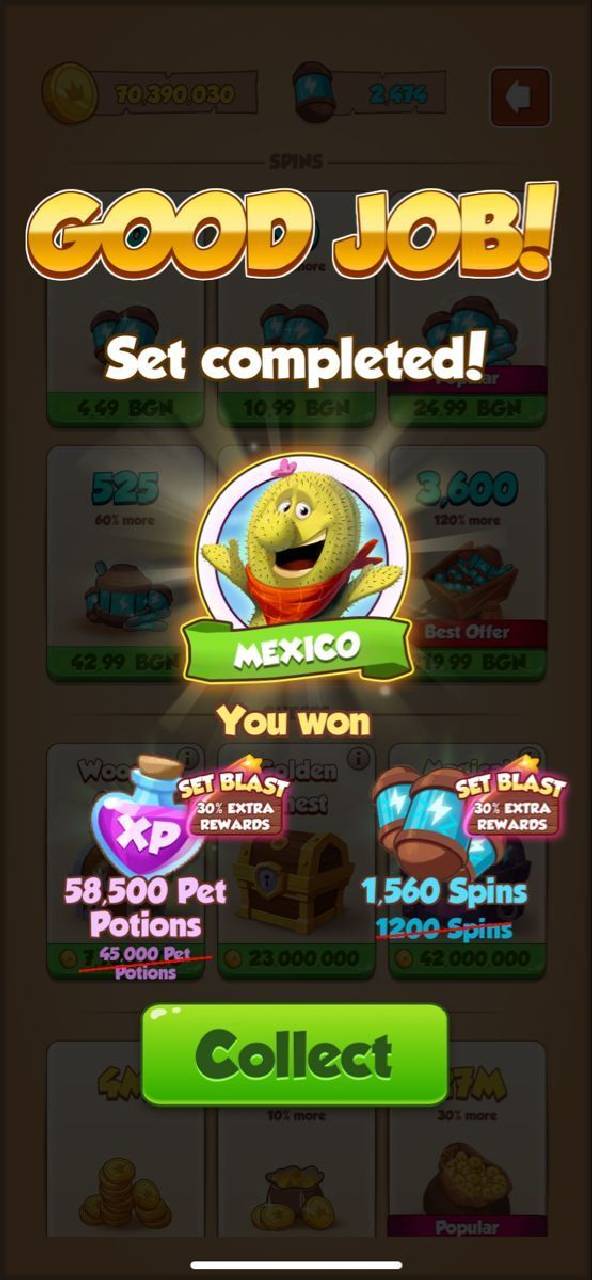 70,390,030
2,474
SPINS
GOOD JOB!
Set completed!
4.49 BGN
10.99 BGN
24.99 BGN
525
60% more
3,600
120% more
MEXICO
Best Offer
42.99 BGN
You won
Golden
SET BLAST
30% EXTRA
REWARDS
SET BLAST
30% EXTRA
REWARDS
XP
58,500 Pet
Potions
45,000 Pet
Potions
1,560 Spins
1200 Spins
23 000 000
42 000 000
Collect
10% more
30% more
Popular